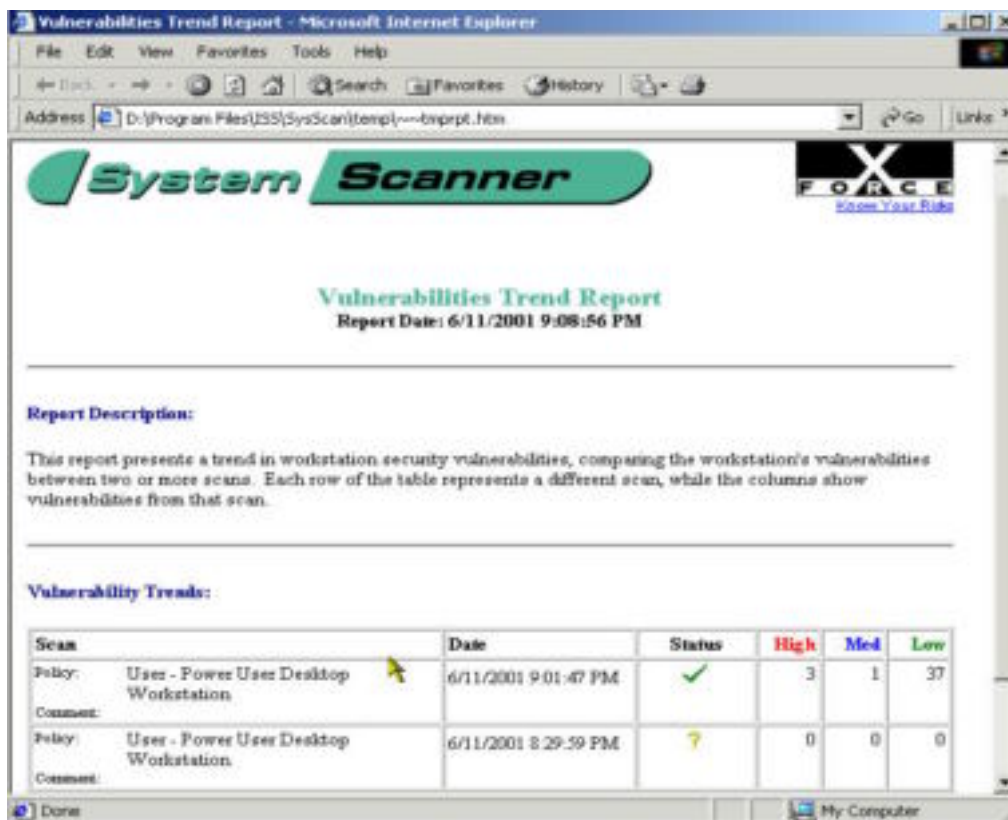 Vulnerabilities Trend Report - Microsoft Internet Explorer
File Edit View Favorites Tools Help
Back Search Favorites History
Address D:\Program Files\ISS\SysScan\temp\~~tmprpt.htm Go Links
System Scanner
X
FORCE
Know Your Risks
Vulnerabilities Trend Report
Report Date: 6/11/2001 9:08:56 PM
Report Description:
This report presents a trend in workstation security vulnerabilities, comparing the workstation's vulnerabilities
between two or more scans. Each row of the table represents a different scan, while the columns show
vulnerabilities from that scan.
Vulnerability Trends:
Scan Date Status High Med Low
Policy: User - Power User Desktop 6/11/2001 9:01:47 PM 3 1 37
Workstation
Comment:
Policy: User - Power User Desktop 6/11/2001 8:29:59 PM ? 0 0 0
Workstation
Comment:
Done My Computer